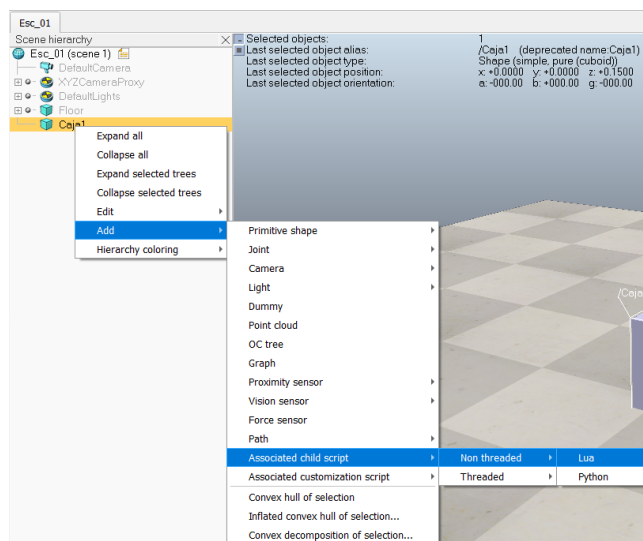 Esc_01
Scene hierarchy
Esc_01 (scene 1)
DefaultCamera
XYZCameraProxy
DefaultLights
Floor
Caja1
Selected objects: 1
Last selected object alias: /Caja1 (deprecated name:Caja1)
Last selected object type: Shape (simple, pure (cuboid))
Last selected object position: x: +0.0000 y: +0.0000 z: +0.1500
Last selected object orientation: a: -000.00 b: +000.00 g: -000.00
Expand all
Collapse all
Expand selected trees
Collapse selected trees
Edit
Add
Hierarchy coloring
Primitive shape
Joint
Camera
Light
Dummy
Point cloud
OC tree
Graph
Proximity sensor
Vision sensor
Force sensor
Path
Associated child script
Associated customization script
Convex hull of selection
Inflated convex hull of selection...
Convex decomposition of selection...
Non threaded
Threaded
Lua
Python
/Caja